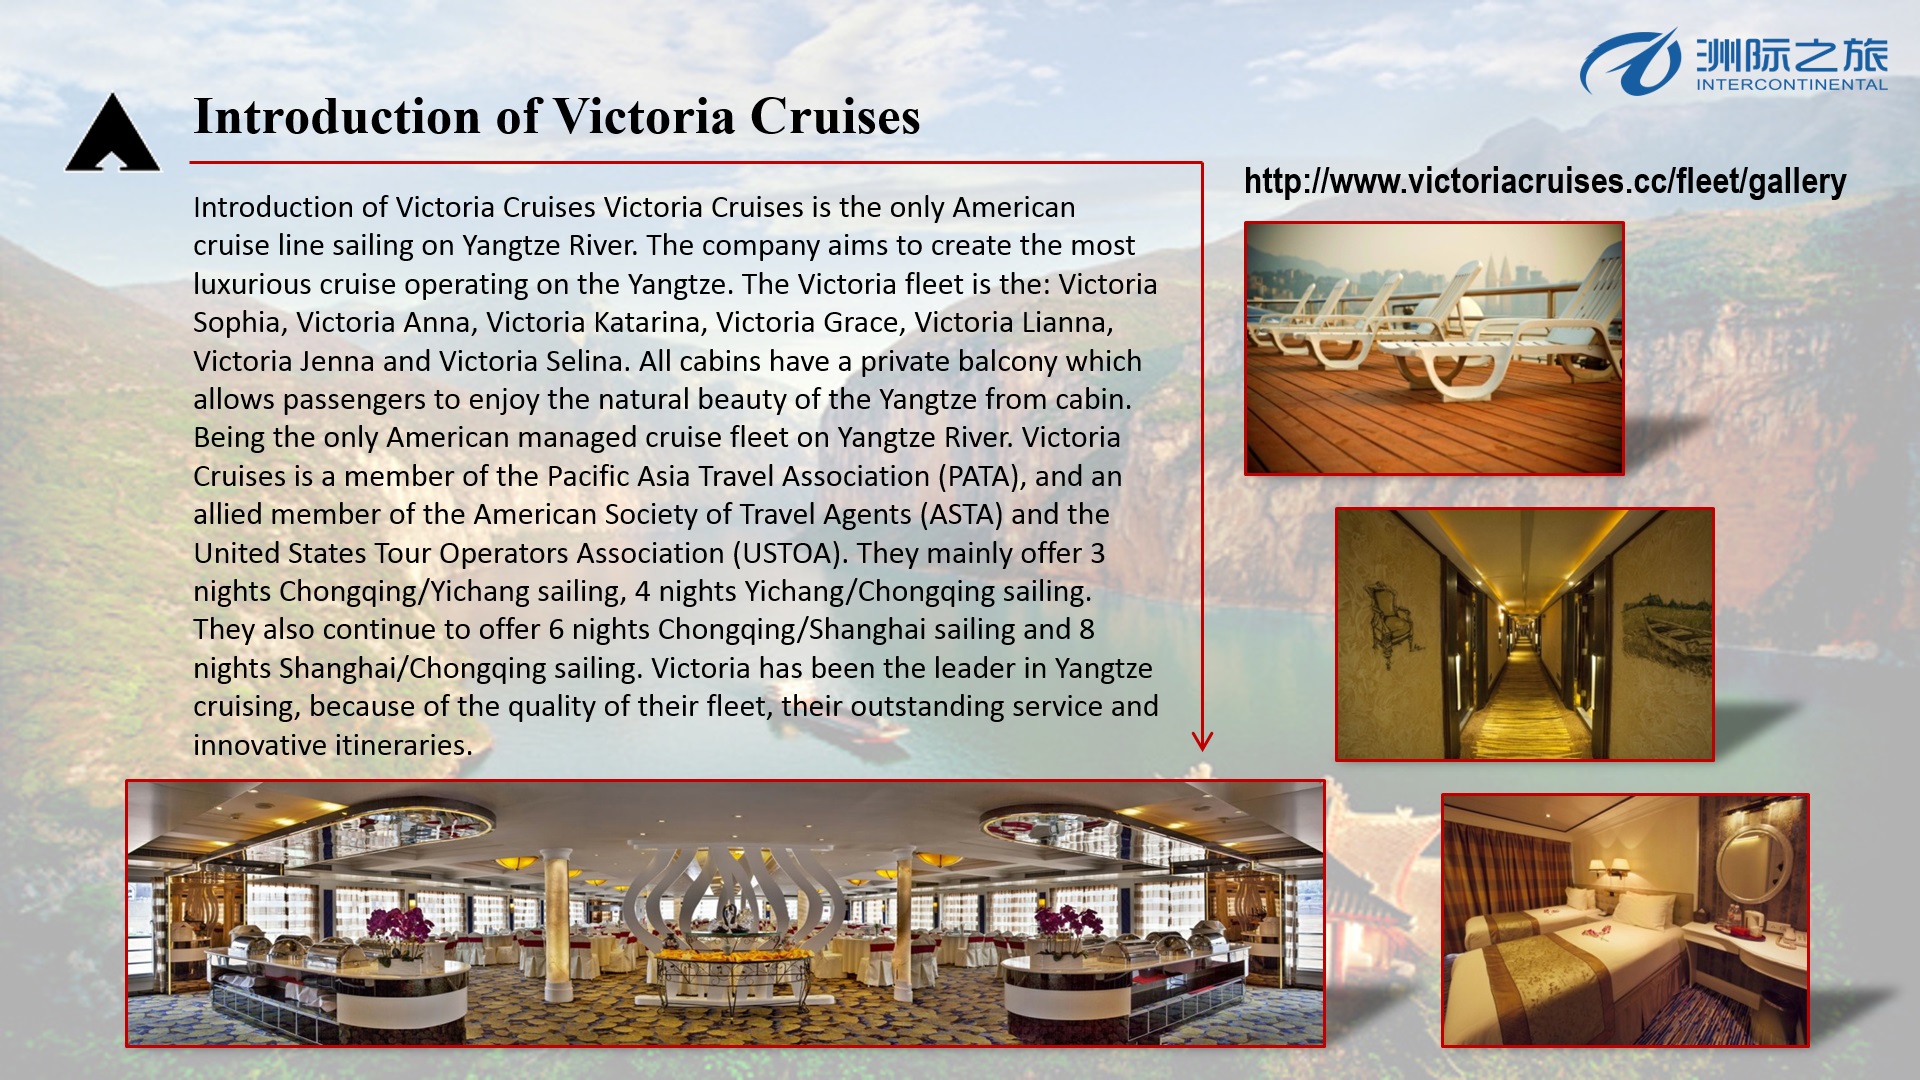 洲际之旅
INTERCONTINENTAL
Introduction of Victoria Cruises
http://www.victoriacruises.cc/fleet/gallery
Introduction of Victoria Cruises Victoria Cruises is the only American
cruise line sailing on Yangtze River. The company aims to create the most
luxurious cruise operating on the Yangtze. The Victoria fleet is the: Victoria
Sophia, Victoria Anna, Victoria Katarina, Victoria Grace, Victoria Lianna,
Victoria Jenna and Victoria Selina. All cabins have a private balcony which
allows passengers to enjoy the natural beauty of the Yangtze from cabin.
Being the only American managed cruise fleet on Yangtze River. Victoria
Cruises is a member of the Pacific Asia Travel Association (PATA), and an
allied member of the American Society of Travel Agents (ASTA) and the
United States Tour Operators Association (USTOA). They mainly offer 3
nights Chongqing/Yichang sailing, 4 nights Yichang/Chongqing sailing.
They also continue to offer 6 nights Chongqing/Shanghai sailing and 8
nights Shanghai/Chongqing sailing. Victoria has been the leader in Yangtze
cruising, because of the quality of their fleet, their outstanding service and
innovative itineraries.